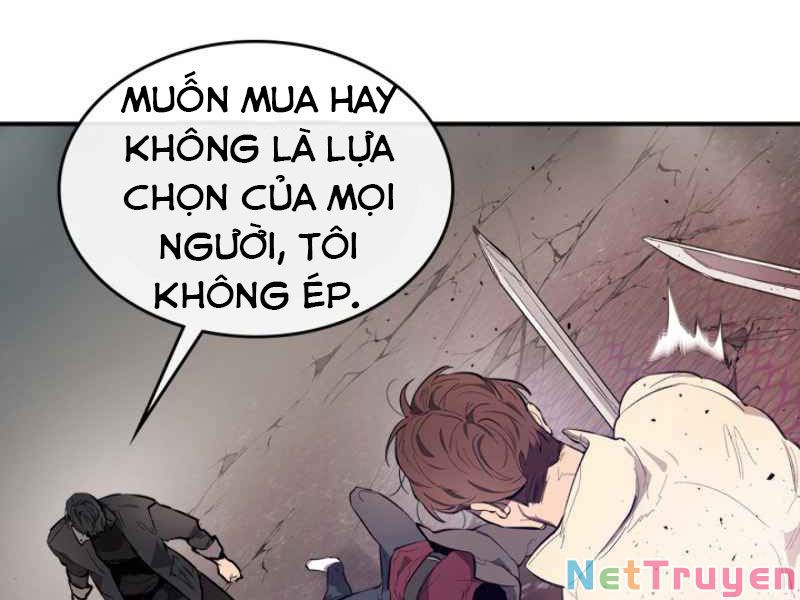 MUỐN MUA HAY
KHÔNG LÀ LỰA
CHỌN CỦA MỌI
NGƯỜI, TÔI
KHÔNG ÉP.
NetTruyen